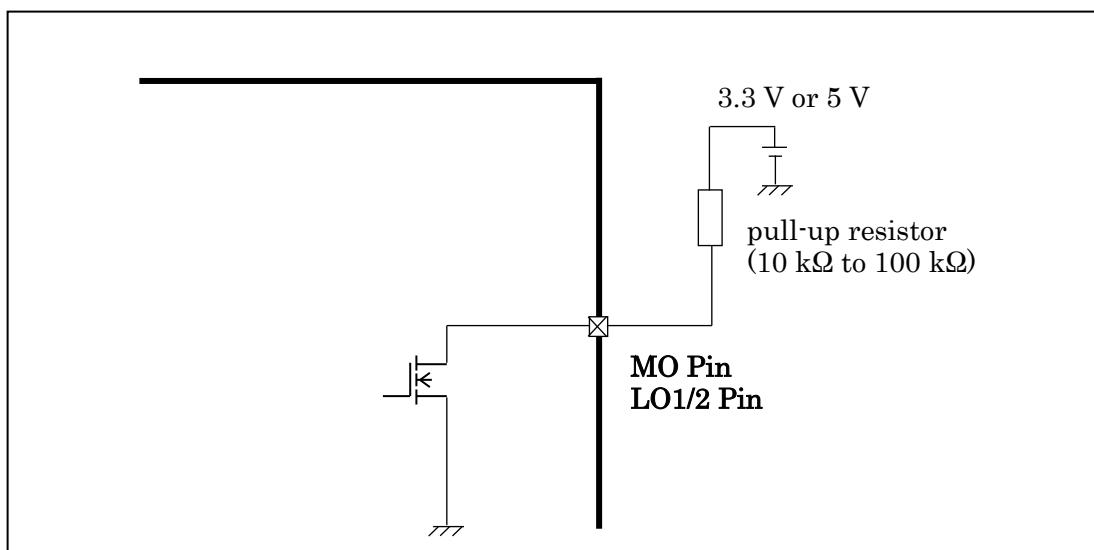 3.3 V or 5 V
pull-up resistor
(10 kΩ to 100 kΩ)
MO Pin
LO1/2 Pin